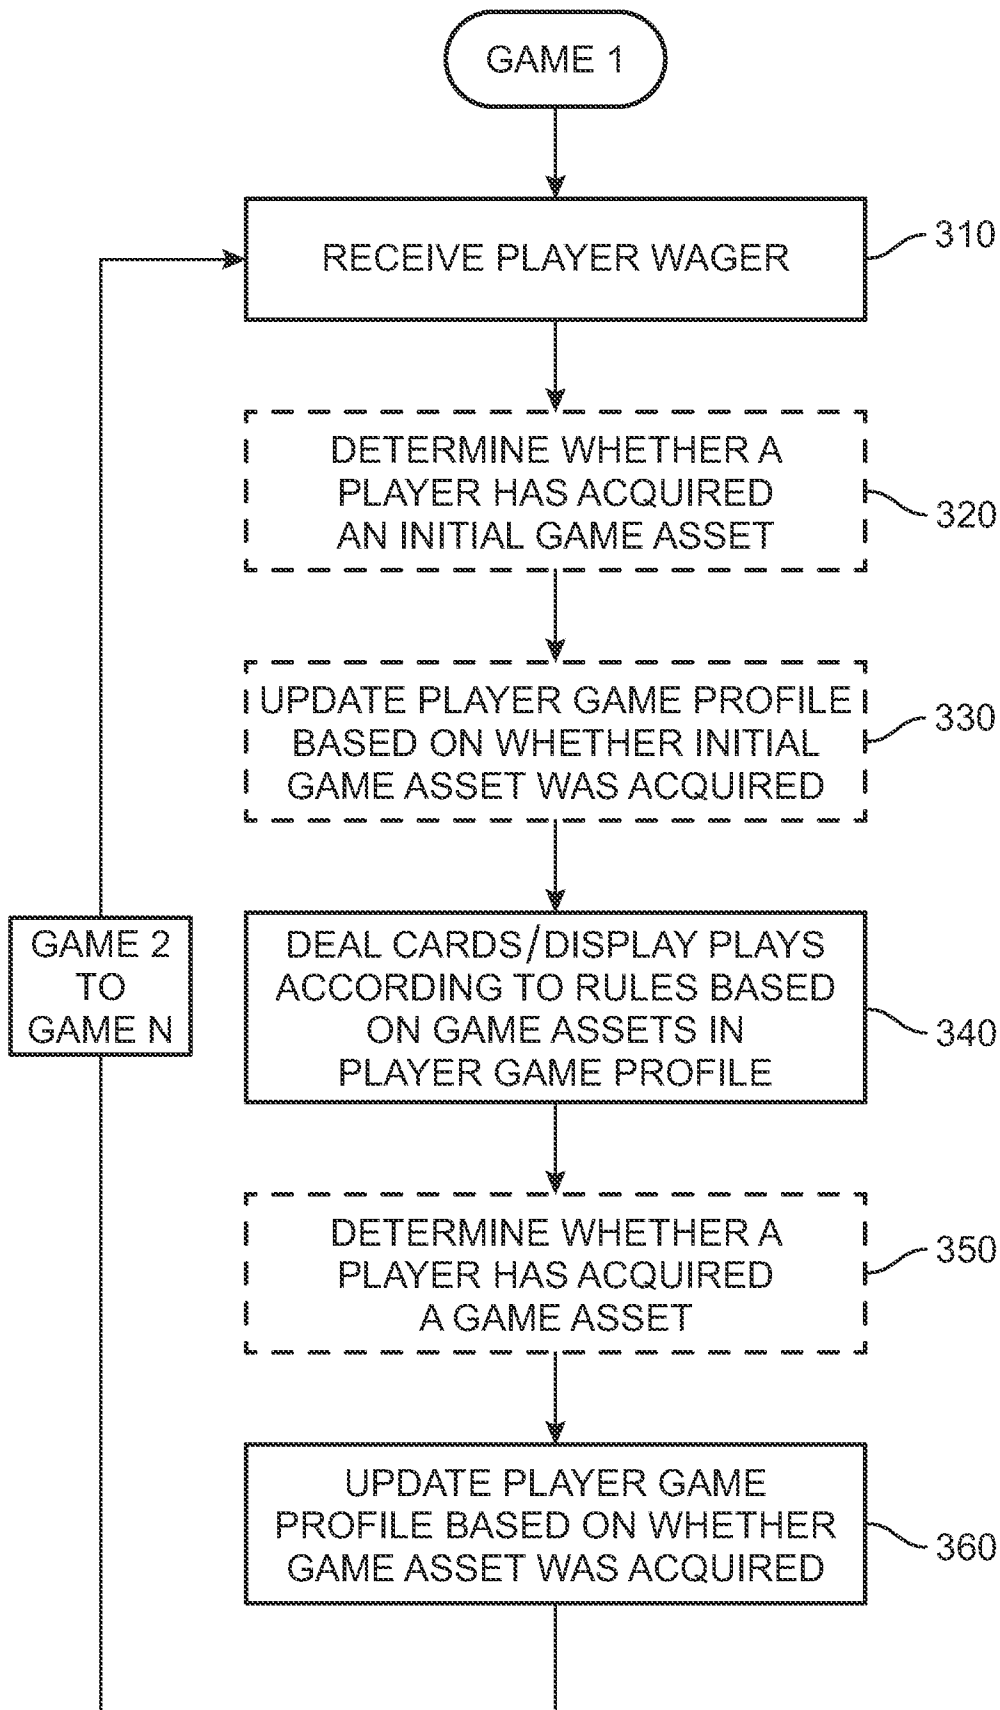 GAME 1
RECEIVE PLAYER WAGER
310
DETERMINE WHETHER A
PLAYER HAS ACQUIRED
AN INITIAL GAME ASSET
320
UPDATE PLAYER GAME PROFILE
BASED ON WHETHER INITIAL
GAME ASSET WAS ACQUIRED
330
GAME 2
TO
GAME N
DEAL CARDS/DISPLAY PLAYS
ACCORDING TO RULES BASED
ON GAME ASSETS IN
PLAYER GAME PROFILE
340
DETERMINE WHETHER A
PLAYER HAS ACQUIRED
A GAME ASSET
350
UPDATE PLAYER GAME
PROFILE BASED ON WHETHER
GAME ASSET WAS ACQUIRED
360